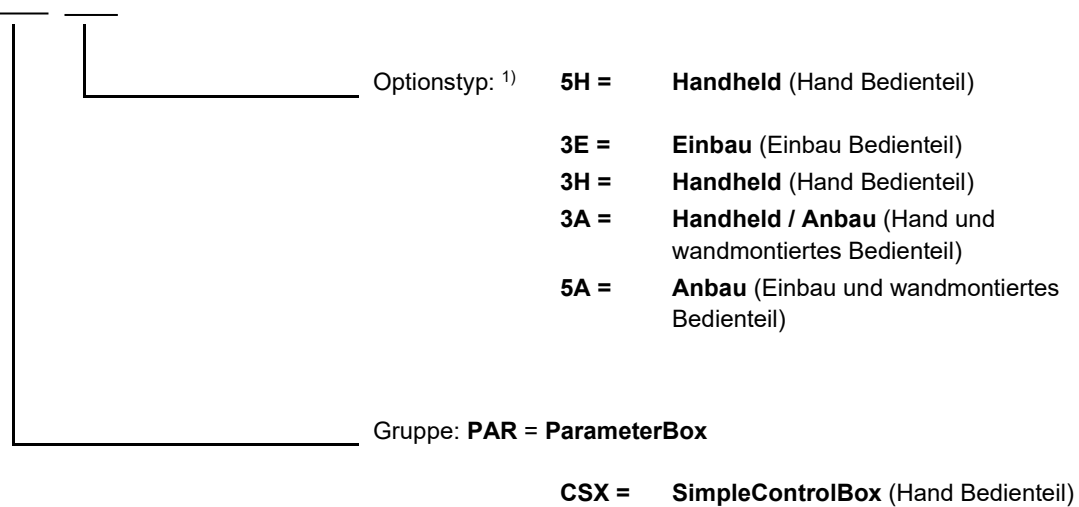 Optionstyp: 1) 5H = Handheld (Hand Bedienteil)
3E = Einbau (Einbau Bedienteil)
3H = Handheld (Hand Bedienteil)
3A = Handheld / Anbau (Hand und
wandmontiertes Bedienteil)
5A = Anbau (Einbau und wandmontiertes
Bedienteil)
Gruppe: PAR = ParameterBox
CSX = SimpleControlBox (Hand Bedienteil)